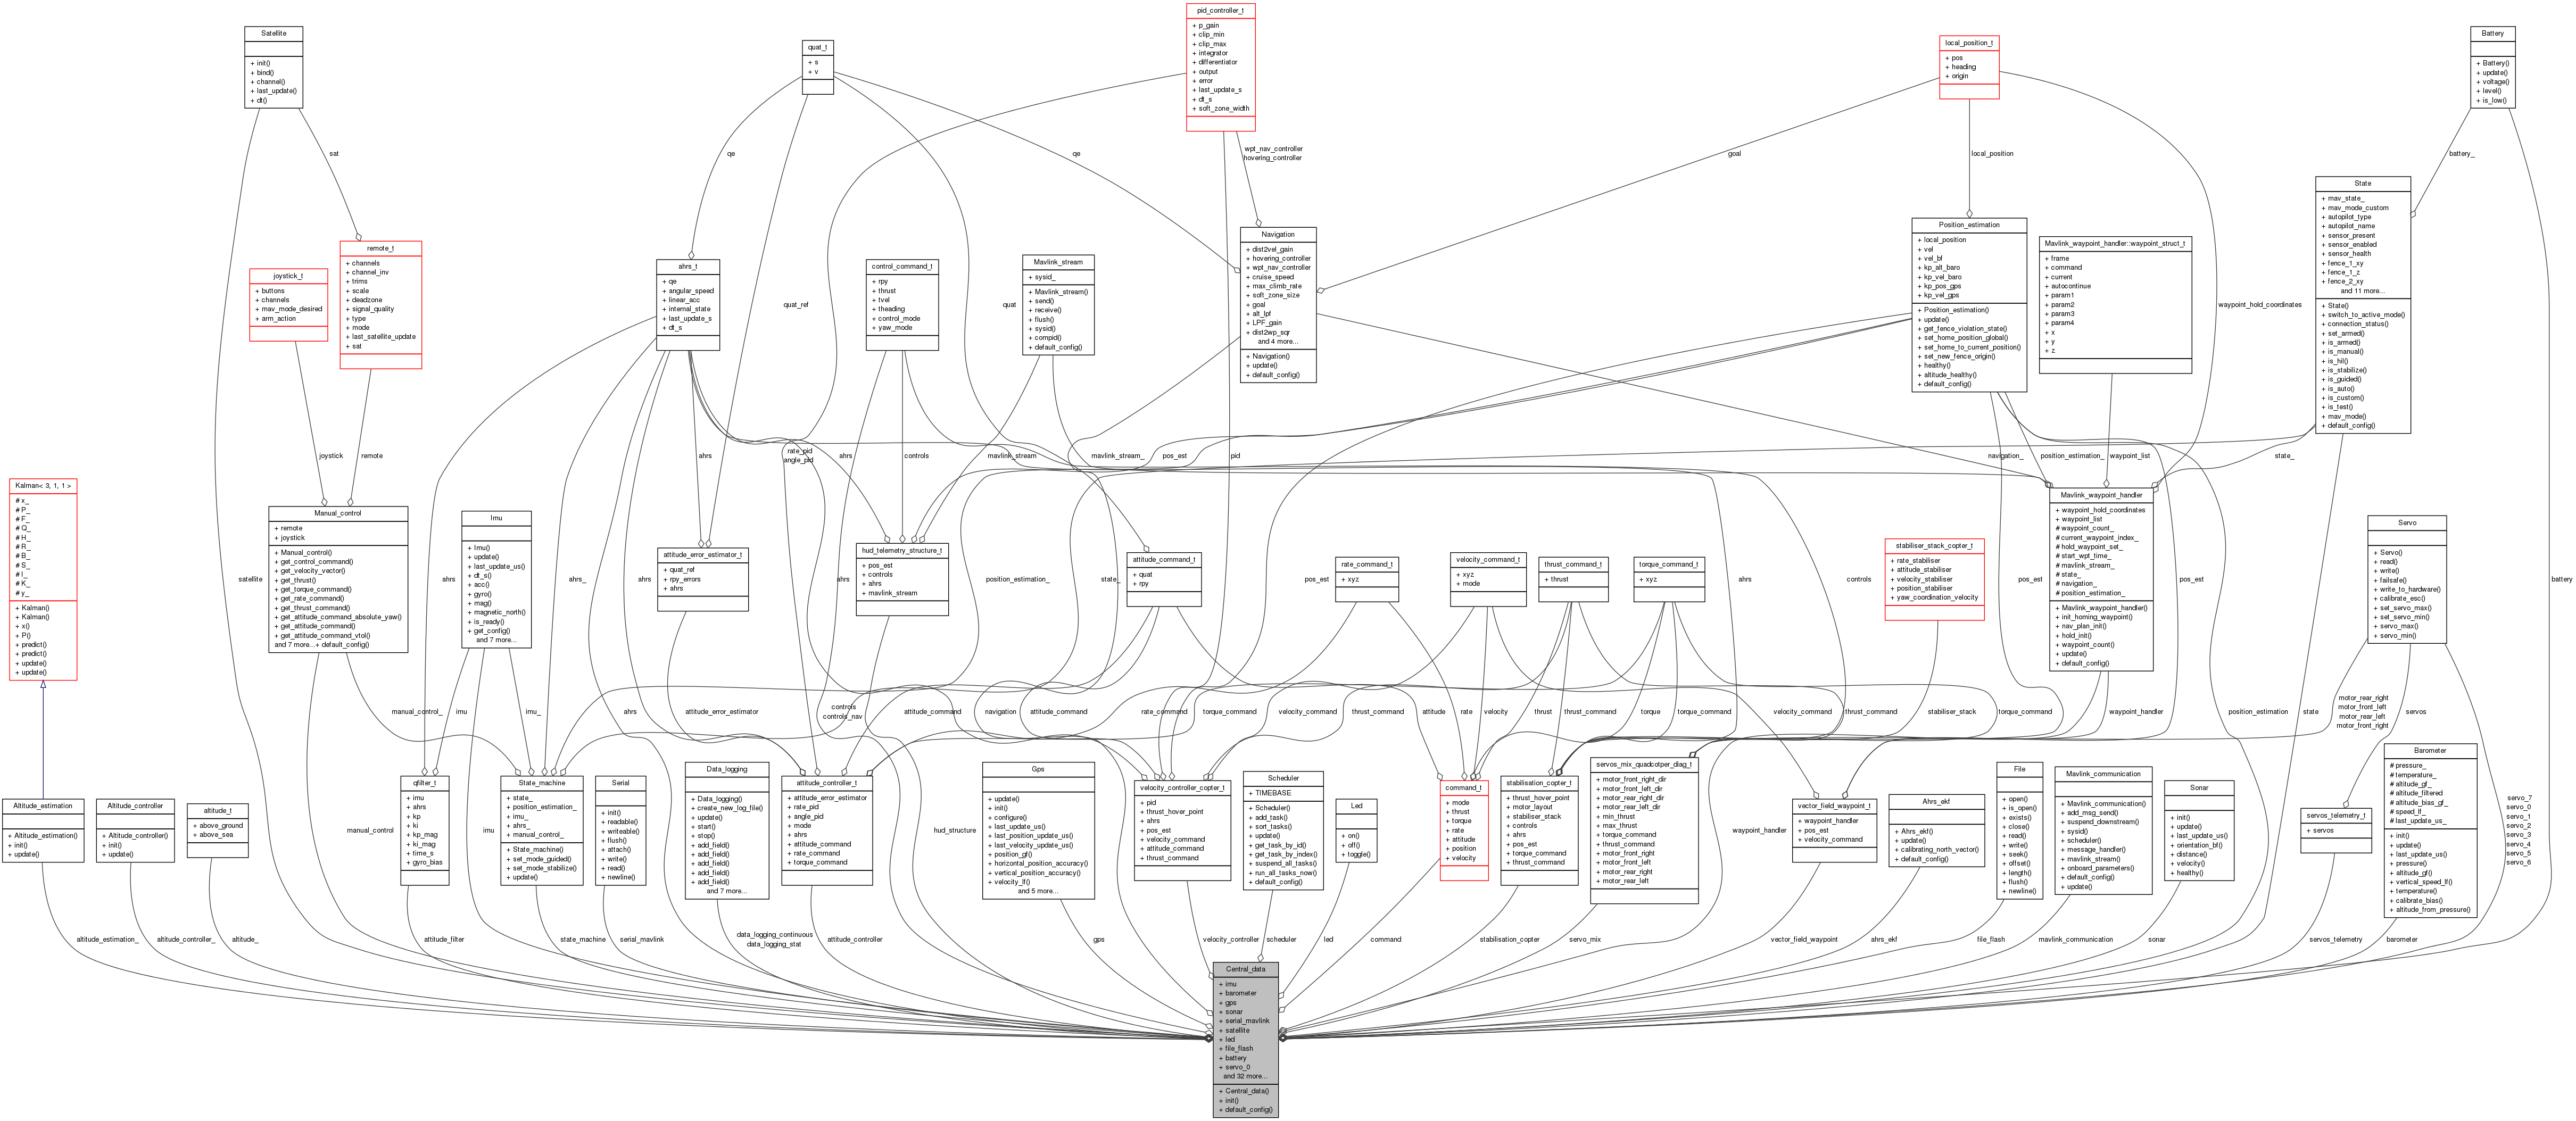 Satellite
+ init()
+ bind()
+ channel()
+ last_update()
+ dt()
quat_t
+ s
+ v
pid_controller_t
+ p_gain
+ clip_min
+ clip_max
+ integrator
+ differentiator
+ output
+ error
+ last_update_s
+ dt_s
+ soft_zone_width
local_position_t
+ pos
+ heading
+ origin
Battery
+ Battery()
+ update()
+ voltage()
+ level()
+ is_low()
sat
qe
qe
wpt_nav_controller
hovering_controller
goal
local_position
battery_
joystick_t
+ buttons
+ channels
+ mav_mode_desired
+ arm_action
remote_t
+ channels
+ channel_inv
+ trims
+ scale
+ deadzone
+ signal_quality
+ type
+ mode
+ last_satellite_update
+ sat
ahrs_t
+ qe
+ angular_speed
+ linear_acc
+ internal_state
+ last_update_s
+ dt_s
quat_ref
control_command_t
+ rpy
+ thrust
+ tvel
+ theading
+ control_mode
+ yaw_mode
quat
Mavlink_stream
+ sysid_
+ Mavlink_stream()
+ send()
+ receive()
+ flush()
+ sysid()
+ compid()
+ default_config()
Navigation
+ dist2vel_gain
+ hovering_controller
+ wpt_nav_controller
+ cruise_speed
+ max_climb_rate
+ soft_zone_size
+ goal
+ alt_lpf
+ LPF_gain
+ dist2wp_sqr
and 4 more...
+ Navigation()
+ update()
+ default_config()
Position_estimation
+ local_position
+ vel
+ vel_bf
+ kp_alt_baro
+ kp_vel_baro
+ kp_pos_gps
+ kp_vel_gps
+ Position_estimation()
+ update()
+ get_fence_violation_state()
+ set_home_position_global()
+ set_home_to_current_position()
+ set_new_fence_origin()
+ healthy()
+ altitude_healthy()
+ default_config()
Mavlink_waypoint_handler::waypoint_struct_t
+ frame
+ command
+ current
+ autocontinue
+ param1
+ param2
+ param3
+ param4
+ x
+ y
+ z
waypoint_hold_coordinates
State
+ mav_state_
+ mav_mode_custom
+ autopilot_type
+ autopilot_name
+ sensor_present
+ sensor_enabled
+ sensor_health
+ fence_1_xy
+ fence_1_z
+ fence_2_xy
and 11 more...
+ State()
+ switch_to_active_mode()
+ connection_status()
+ set_armed()
+ is_armed()
+ is_manual()
+ is_hil()
+ is_stabilize()
+ is_guided()
+ is_auto()
+ is_custom()
+ is_test()
+ mav_mode()
+ default_config()
joystick
remote
ahrs
rate_pid
angle_pid
ahrs
controls
mavlink_stream
mavlink_stream_
pos_est
pid
navigation_
position_estimation_
waypoint_list
state_
Kalman< 3, 1, 1 >
# x_
# P_
# F_
# Q_
# H_
# R_
# B_
# S_
# I_
# K_
# y_
+ Kalman()
+ Kalman()
+ x()
+ P()
+ predict()
+ predict()
+ update()
+ update()
satellite
Manual_control
+ remote
+ joystick
+ Manual_control()
+ get_control_command()
+ get_velocity_vector()
+ get_thrust()
+ get_torque_command()
+ get_rate_command()
+ get_thrust_command()
+ get_attitude_command_absolute_yaw()
+ get_attitude_command()
+ get_attitude_command_vtol()
and 7 more...+ default_config()
ahrs
Imu
+ Imu()
+ update()
+ last_update_us()
+ dt_s()
+ acc()
+ gyro()
+ mag()
+ magnetic_north()
+ is_ready()
+ get_config()
and 7 more...
ahrs_
ahrs
attitude_error_estimator_t
+ quat_ref
+ rpy_errors
+ ahrs
ahrs
hud_telemetry_structure_t
+ pos_est
+ controls
+ ahrs
+ mavlink_stream
position_estimation_
state_
attitude_command_t
+ quat
+ rpy
pos_est
rate_command_t
+ xyz
velocity_command_t
+ xyz
+ mode
thrust_command_t
+ thrust
torque_command_t
+ xyz
ahrs
controls
stabiliser_stack_copter_t
+ rate_stabiliser
+ attitude_stabiliser
+ velocity_stabiliser
+ position_stabiliser
+ yaw_coordination_velocity
pos_est
Mavlink_waypoint_handler
+ waypoint_hold_coordinates
+ waypoint_list
# waypoint_count_
# current_waypoint_index_
# hold_waypoint_set_
# start_wpt_time_
# mavlink_stream_
# state_
# navigation_
# position_estimation_
+ Mavlink_waypoint_handler()
+ init_homing_waypoint()
+ nav_plan_init()
+ hold_init()
+ waypoint_count()
+ update()
+ default_config()
pos_est
Servo
+ Servo()
+ read()
+ write()
+ failsafe()
+ write_to_hardware()
+ calibrate_esc()
+ set_servo_max()
+ set_servo_min()
+ servo_max()
+ servo_min()
battery
manual_control_
imu
imu_
ahrs
attitude_error_estimator
controls
controls_nav
attitude_command
navigation
attitude_command
rate_command
torque_command
velocity_command
thrust_command
attitude
rate
velocity
thrust
thrust_command
torque
torque_command
velocity_command
thrust_command
stabiliser_stack
torque_command
waypoint_handler
position_estimation
state
motor_rear_right
motor_front_left
motor_rear_left
motor_front_right
servos
Altitude_estimation
+ Altitude_estimation()
+ init()
+ update()
Altitude_controller
+ Altitude_controller()
+ init()
+ update()
altitude_t
+ above_ground
+ above_sea
manual_control
qfilter_t
+ imu
+ ahrs
+ kp
+ ki
+ kp_mag
+ ki_mag
+ time_s
+ gyro_bias
imu
State_machine
+ state_
+ position_estimation_
+ imu_
+ ahrs_
+ manual_control_
+ State_machine()
+ set_mode_guided()
+ set_mode_stabilize()
+ update()
Serial
+ init()
+ readable()
+ writeable()
+ flush()
+ attach()
+ write()
+ read()
+ newline()
Data_logging
+ Data_logging()
+ create_new_log_file()
+ update()
+ start()
+ stop()
+ add_field()
+ add_field()
+ add_field()
+ add_field()
+ add_field()
and 7 more...
attitude_controller_t
+ attitude_error_estimator
+ rate_pid
+ angle_pid
+ mode
+ ahrs
+ attitude_command
+ rate_command
+ torque_command
hud_structure
Gps
+ update()
+ init()
+ configure()
+ last_update_us()
+ last_position_update_us()
+ last_velocity_update_us()
+ position_gf()
+ horizontal_position_accuracy()
+ vertical_position_accuracy()
+ velocity_lf()
and 5 more...
velocity_controller_copter_t
+ pid
+ thrust_hover_point
+ ahrs
+ pos_est
+ velocity_command
+ attitude_command
+ thrust_command
Scheduler
+ TIMEBASE
+ Scheduler()
+ add_task()
+ sort_tasks()
+ update()
+ get_task_by_id()
+ get_task_by_index()
+ suspend_all_tasks()
+ run_all_tasks_now()
+ default_config()
Led
+ on()
+ off()
+ toggle()
command_t
+ mode
+ thrust
+ torque
+ rate
+ attitude
+ position
+ velocity
stabilisation_copter_t
+ thrust_hover_point
+ motor_layout
+ stabiliser_stack
+ controls
+ ahrs
+ pos_est
+ torque_command
+ thrust_command
servos_mix_quadcotper_diag_t
+ motor_front_right_dir
+ motor_front_left_dir
+ motor_rear_right_dir
+ motor_rear_left_dir
+ min_thrust
+ max_thrust
+ torque_command
+ thrust_command
+ motor_front_right
+ motor_front_left
+ motor_rear_right
+ motor_rear_left
waypoint_handler
vector_field_waypoint_t
+ waypoint_handler
+ pos_est
+ velocity_command
Ahrs_ekf
+ Ahrs_ekf()
+ update()
+ calibrating_north_vector()
+ default_config()
File
+ open()
+ is_open()
+ exists()
+ close()
+ read()
+ write()
+ seek()
+ offset()
+ length()
+ flush()
+ newline()
Mavlink_communication
+ Mavlink_communication()
+ add_msg_send()
+ suspend_downstream()
+ sysid()
+ scheduler()
+ message_handler()
+ mavlink_stream()
+ onboard_parameters()
+ default_config()
+ update()
Sonar
+ init()
+ update()
+ last_update_us()
+ orientation_bf()
+ distance()
+ velocity()
+ healthy()
servos_telemetry_t
+ servos
Barometer
# pressure_
# temperature_
# altitude_gf_
# altitude_filtered
# altitude_bias_gf_
# speed_lf_
# last_update_us_
+ init()
+ update()
+ last_update_us()
+ pressure()
+ altitude_gf()
+ vertical_speed_lf()
+ temperature()
+ calibrate_bias()
+ altitude_from_pressure()
servo_7
servo_0
servo_1
servo_2
servo_3
servo_4
servo_5
servo_6
altitude_estimation_
altitude_controller_
altitude_
attitude_filter
state_machine
serial_mavlink
data_logging_continuous
data_logging_stat
attitude_controller
gps
velocity_controller
scheduler
led
command
stabilisation_copter
servo_mix
vector_field_waypoint
ahrs_ekf
file_flash
mavlink_communication
sonar
servos_telemetry
barometer
Central_data
+ imu
+ barometer
+ gps
+ sonar
+ serial_mavlink
+ satellite
+ led
+ file_flash
+ battery
+ servo_0
and 32 more...
+ Central_data()
+ init()
+ default_config()